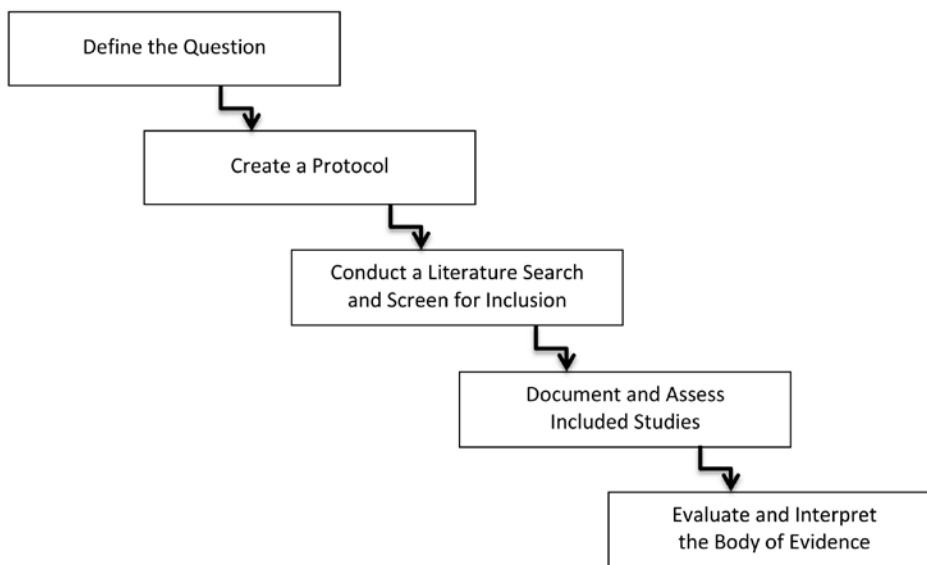 Define the Question
Create a Protocol
Conduct a Literature Search
and Screen for Inclusion
Document and Assess
Included Studies
Evaluate and Interpret
the Body of Evidence